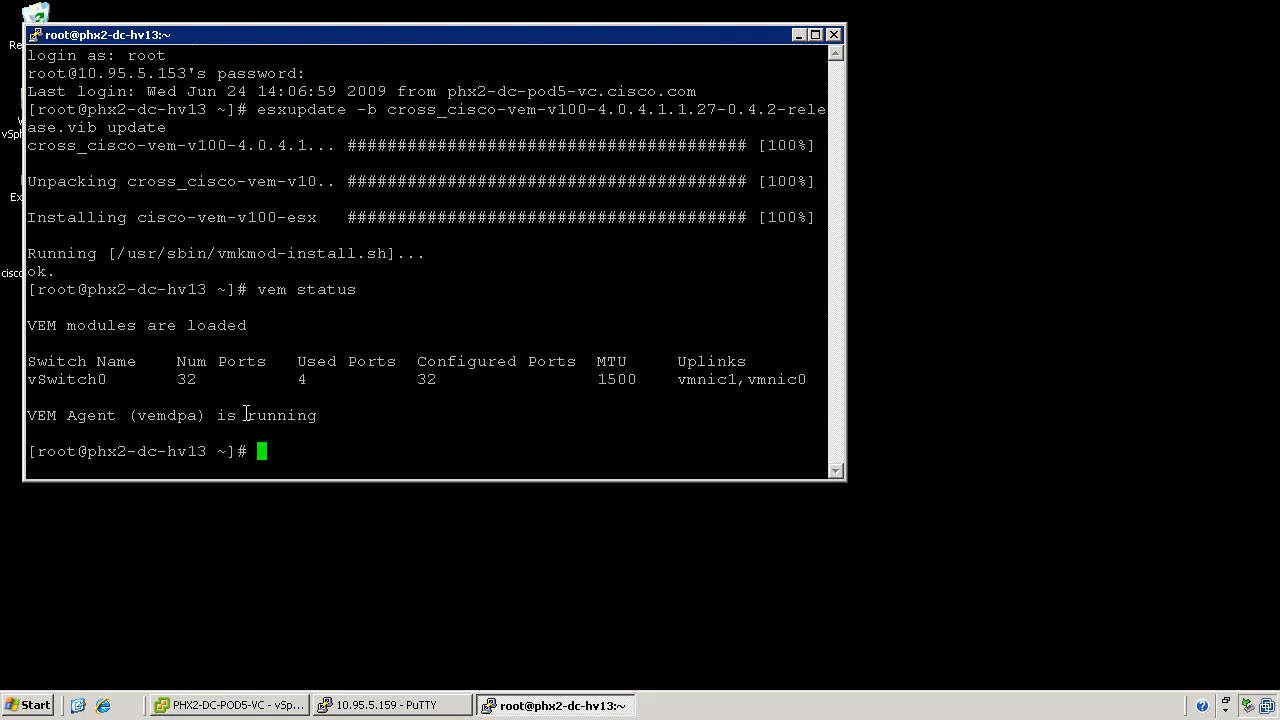 Re
vSph
Ex
cisco
root@phx2-dc-hv13:~
login as: root
root@10.95.5.153's password:
Last login: Wed Jun 24 14:06:59 2009 from phx2-dc-pod5-vc.cisco.com
[root@phx2-dc-hv13 ~]# esxupdate -b cross_cisco-vem-v100-4.0.4.1.1.27-0.4.2-rele
ase.vib update
cross_cisco-vem-v100-4.0.4.1... ######################################## [100%]
Unpacking cross_cisco-vem-v10.. ######################################## [100%]
Installing cisco-vem-v100-esx ######################################## [100%]
Running [/usr/sbin/vmkmod-install.sh]...
ok.
[root@phx2-dc-hv13 ~]# vem status
VEM modules are loaded
Switch Name Num Ports Used Ports Configured Ports MTU Uplinks
vSwitch0 32 4 32 1500 vmnic1,vmnic0
VEM Agent (vemdpa) is running
[root@phx2-dc-hv13 ~]#
Start PHX2-DC-POD5-VC - vSp... 10.95.5.159 - PuTTY root@phx2-dc-hv13:~